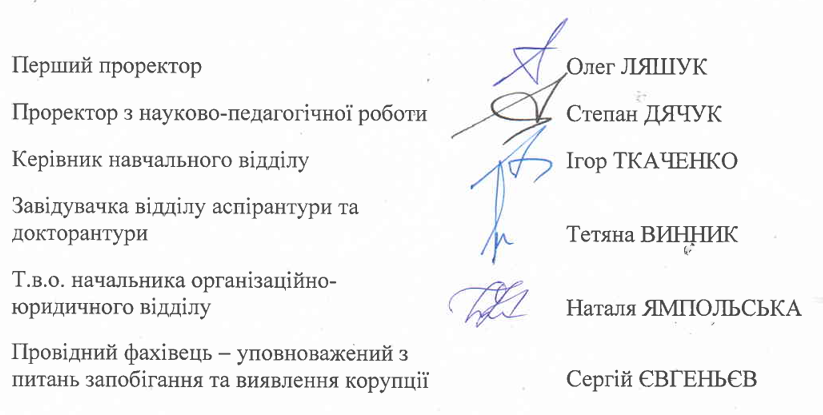 Перший проректор Олег ЛЯШУК
Проректор з науково-педагогічної роботи Степан ДЯЧУК
Керівник навчального відділу Ігор ТКАЧЕНКО
Завідувачка відділу аспірантури та
докторантури Тетяна ВИННИК
Т.в.о. начальника організаційно-
юридичного відділу Наталя ЯМПОЛЬСЬКА
Провідний фахівець – уповноважений з
питань запобігання та виявлення корупції Сергій ЄВГЕНЬЄВ